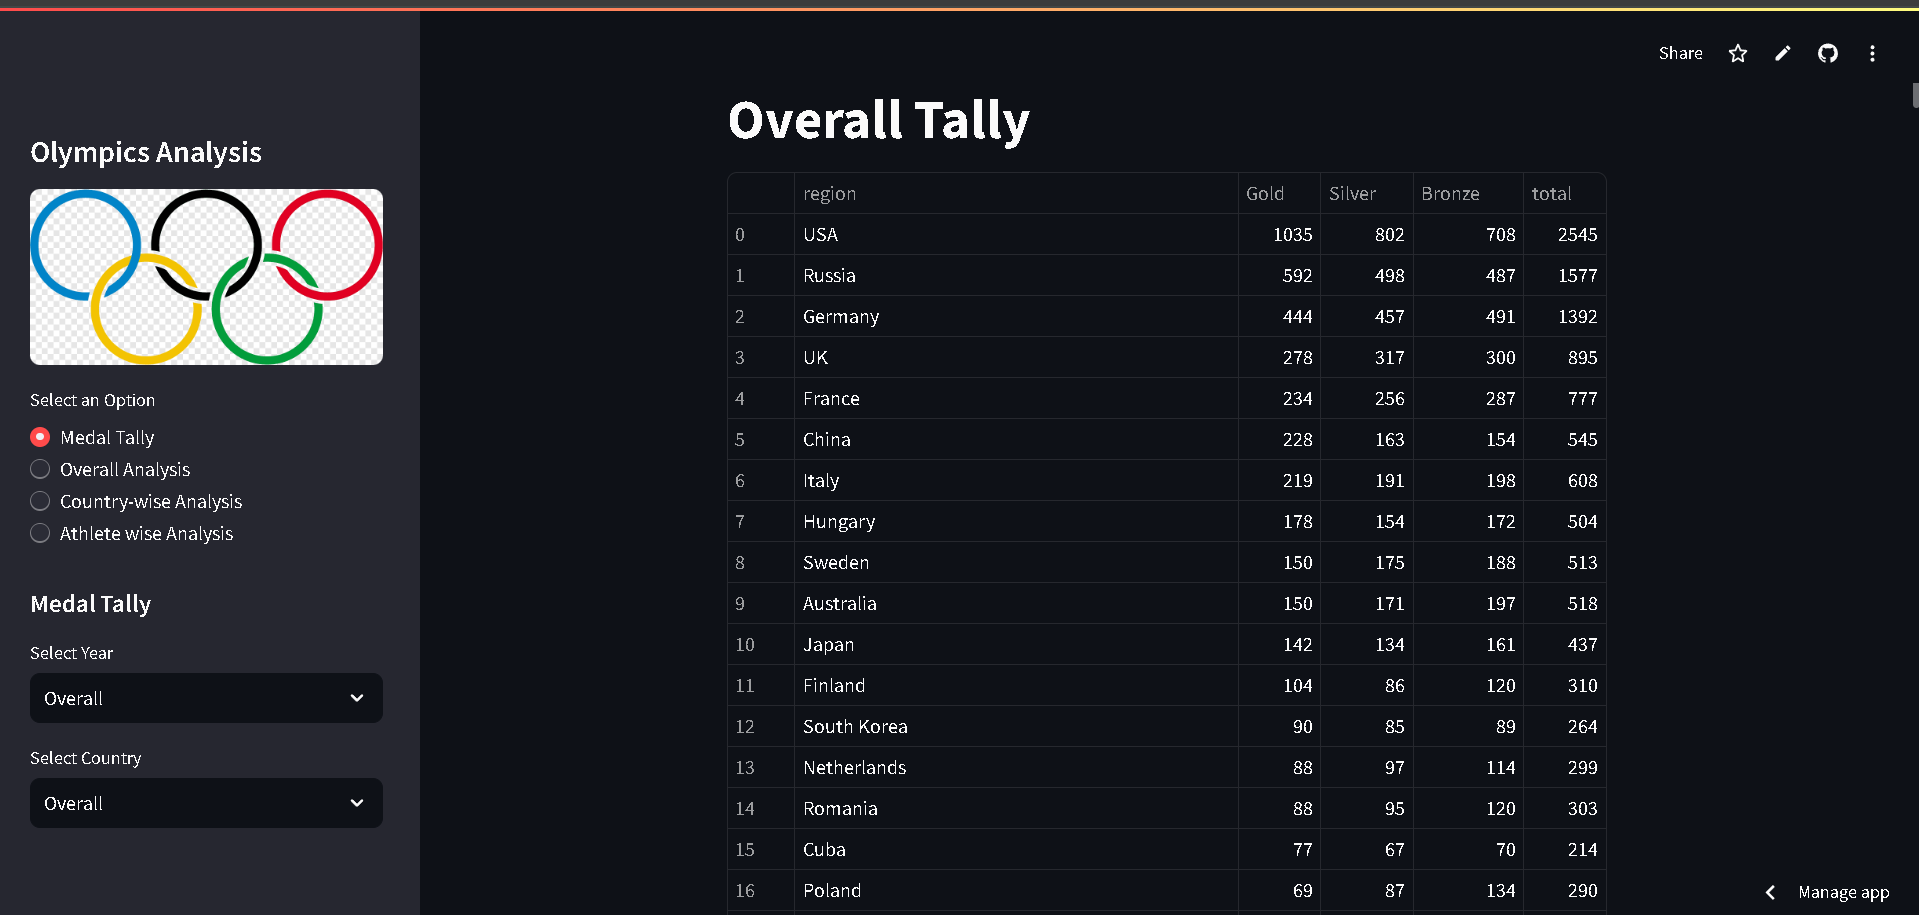 Share
Olympics Analysis
Select an Option
Medal Tally
Overall Analysis
Country-wise Analysis
Athlete wise Analysis
Medal Tally
Select Year
Overall
Select Country
Overall
Overall Tally
region Gold Silver Bronze total
0 USA 1035 802 708 2545
1 Russia 592 498 487 1577
2 Germany 444 457 491 1392
3 UK 278 317 300 895
4 France 234 256 287 777
5 China 228 163 154 545
6 Italy 219 191 198 608
7 Hungary 178 154 172 504
8 Sweden 150 175 188 513
9 Australia 150 171 197 518
10 Japan 142 134 161 437
11 Finland 104 86 120 310
12 South Korea 90 85 89 264
13 Netherlands 88 97 114 299
14 Romania 88 95 120 303
15 Cuba 77 67 70 214
16 Poland 69 87 134 290
Manage app